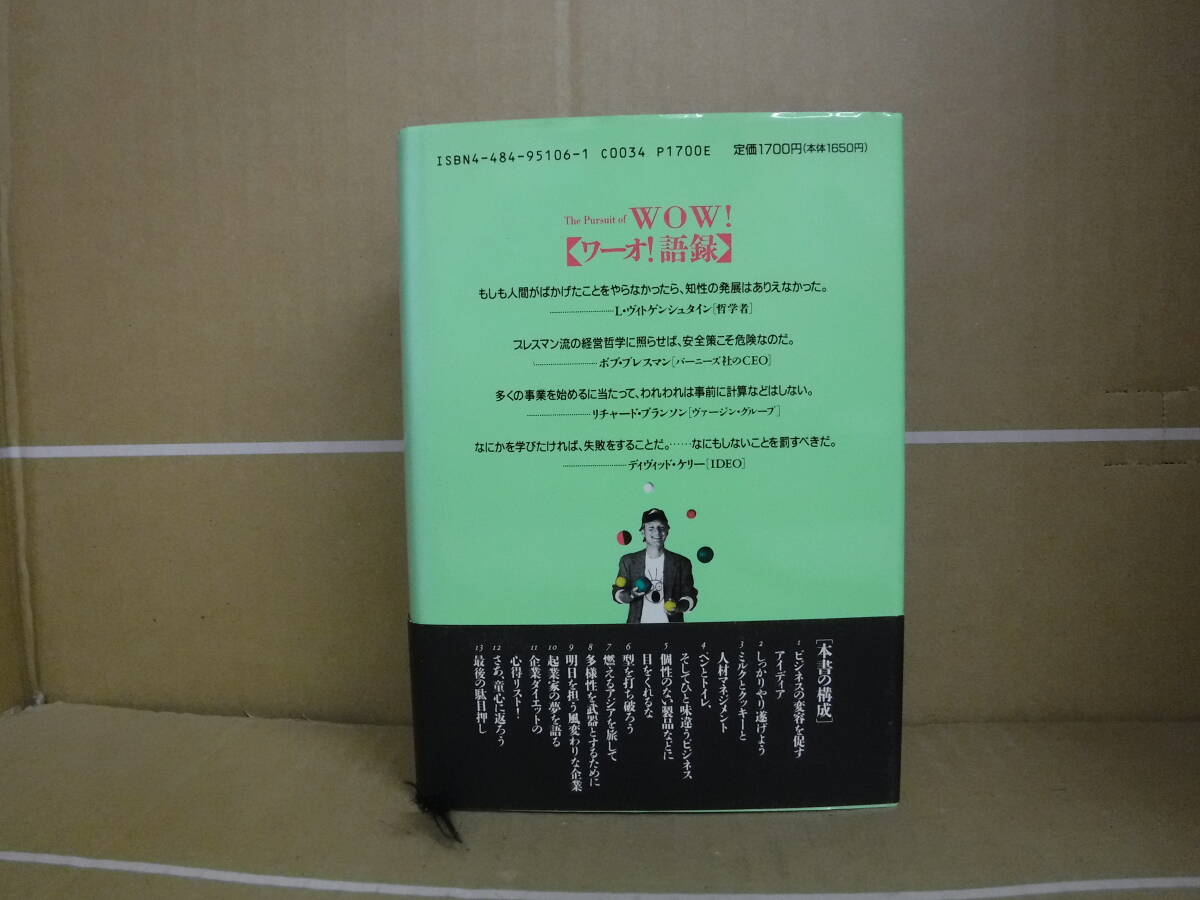 ISBN4-484-95106-1 C0034 P1700E 定価1700円(本体1650円)
The Pursuit of WOW!
【ワーオ!語録】
もしも人間がばかげたことをやらなかったら、知性の発展はありえなかった。
L・ヴィトゲンシュタイン[哲学者]
プレスマン流の経営哲学に照らせば、安全策こそ危険なのだ。
ボブ・プレスマン[バーニーズ社のCEO]
多くの事業を始めるに当たって、われわれは事前に計算などはしない。
リチャード・ブランソン[ヴァージン・グループ]
なにかを学びたければ、失敗をすることだ。……なにもしないことを罰すべきだ。
ディヴィッド・ケリー[IDEO]
[本書の構成]
1 ビジネスの変容を促す
アイディア
2 しっかりやり遂げよう
3 ミルクとクッキーと
人材マネジメント
4 ペンとトイレ、
そしてひと味違うビジネス
5 個性のない製品などに
目をくれるな
6 型を打ち破ろう
7 燃えるアジアを旅して
8 多様性を武器とするために
9 明日を担う風変わりな企業
10 起業家の夢を語る
11 企業ダイエットの
心得リスト!
12 さあ、童心に返ろう
13 最後の駄目押し